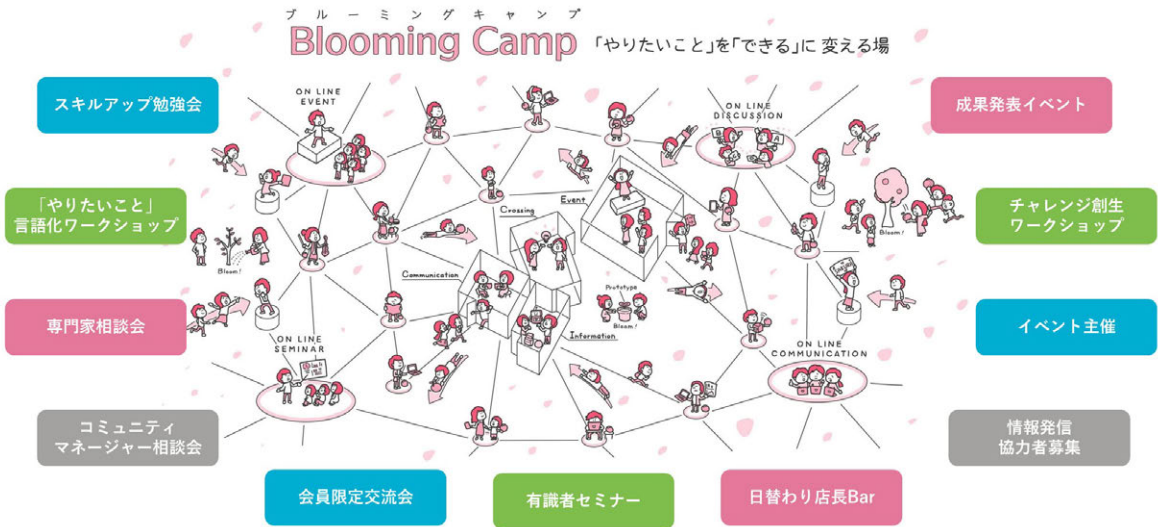 ブルーミングキャンプ
Blooming Camp 「やりたいこと」を「できる」に 変える場
スキルアップ勉強会
ON LINE
EVENT
ON LINE
DISCUSSION
B
A
成果発表イベント
「やりたいこと」
言語化ワークショップ
Event
Crossing
チャレンジ創生
ワークショップ
Bloom!
Bloom!
Communication
Prototype
Bloom!
専門家相談会
Information
イベント主催
ON LINE
SEMINAR
ON LINE
COMMUNICATION
コミュニティ
マネージャー相談会
情報発信
協力者募集
会員限定交流会
有識者セミナー
日替わり店長Bar